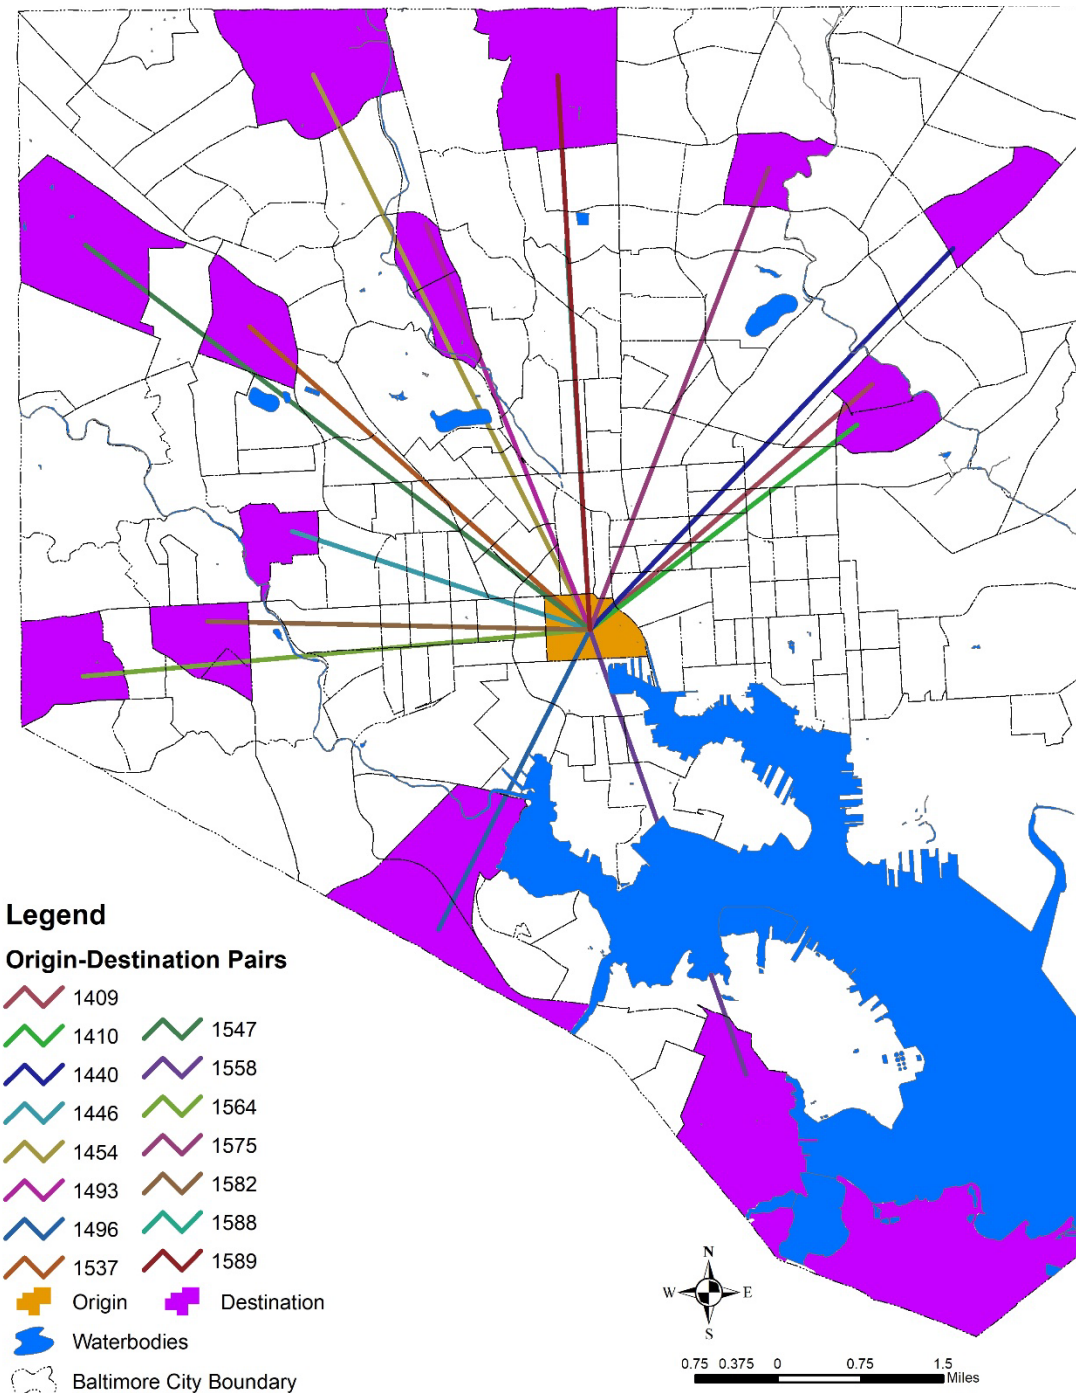 Legend
Origin-Destination Pairs
1409
1410
1440
1446
1454
1493
1496
1537
1547
1558
1564
1575
1582
1588
1589
Origin
Destination
Waterbodies
Baltimore City Boundary
N
W
E
S
0.75 0.375 0 0.75 1.5
Miles